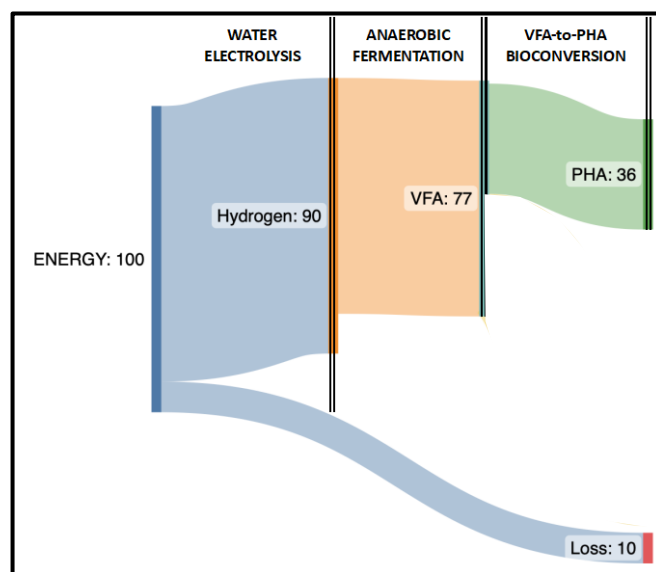 WATER
ELECTROLYSIS
ANAEROBIC
FERMENTATION
VFA-to-PHA
BIOCONVERSION
PHA: 36
VFA: 77
Hydrogen: 90
ENERGY: 100
Loss: 10